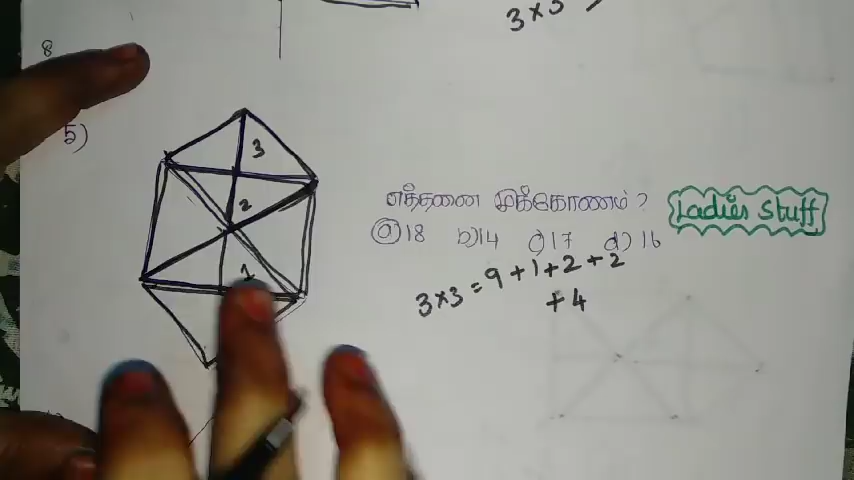 3×3
8
5)
3
2
1
எத்தனை முக்கோணம் ?
Ladies Stuff
a) 18 b) 14 c) 17 d) 16
3×3 = 9 + 1 + 2 + 2
+ 4